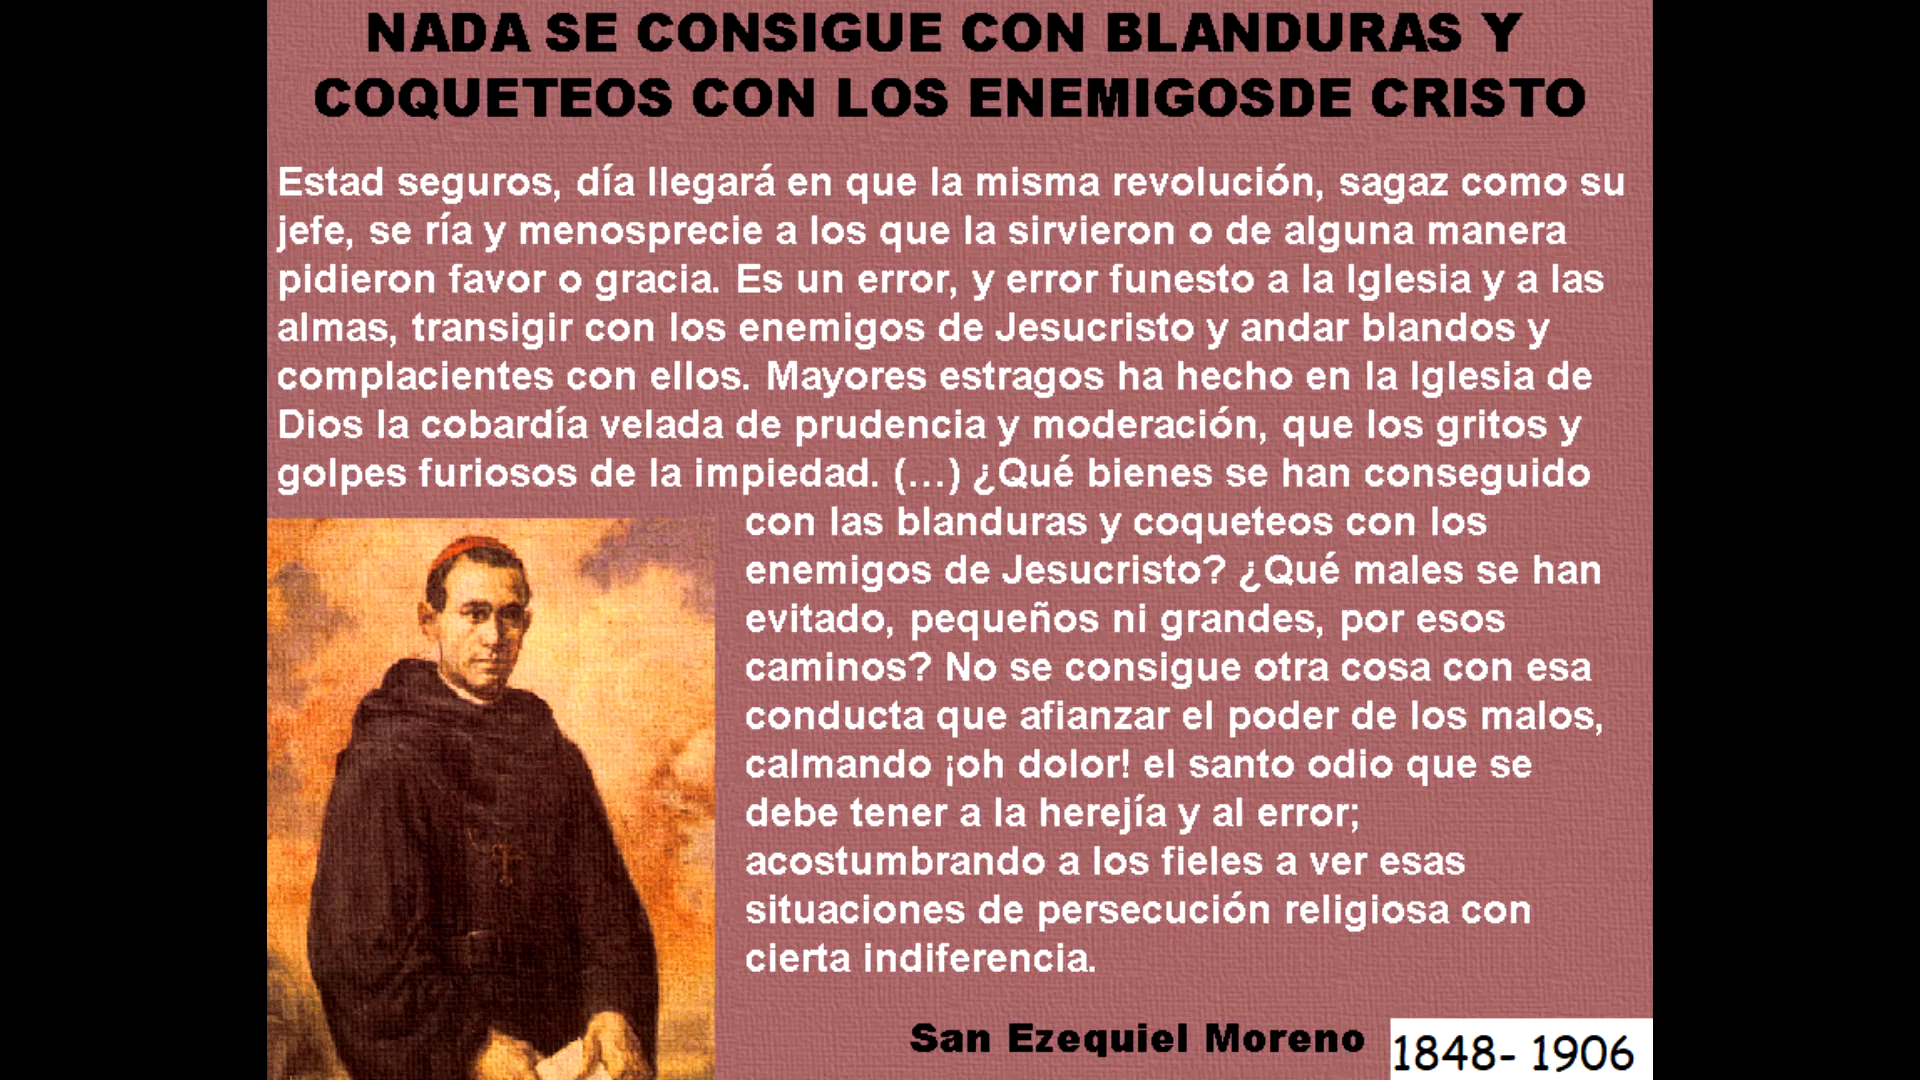 NADA SE CONSIGUE CON BLANDURAS Y
COQUETEOS CON LOS ENEMIGOSDE CRISTO
Estad seguros, día llegará en que la misma revolución, sagaz como su
jefe, se ría y menosprecie a los que la sirvieron o de alguna manera
pidieron favor o gracia. Es un error, y error funesto a la Iglesia y a las
almas, transigir con los enemigos de Jesucristo y andar blandos y
complacientes con ellos. Mayores estragos ha hecho en la Iglesia de
Dios la cobardía velada de prudencia y moderación, que los gritos y
golpes furiosos de la impiedad. (…) ¿Qué bienes se han conseguido
con las blanduras y coqueteos con los
enemigos de Jesucristo? ¿Qué males se han
evitado, pequeños ni grandes, por esos
caminos? No se consigue otra cosa con esa
conducta que afianzar el poder de los malos,
calmando ¡oh dolor! el santo odio que se
debe tener a la herejía y al error;
acostumbrando a los fieles a ver esas
situaciones de persecución religiosa con
cierta indiferencia.
San Ezequiel Moreno
1848- 1906